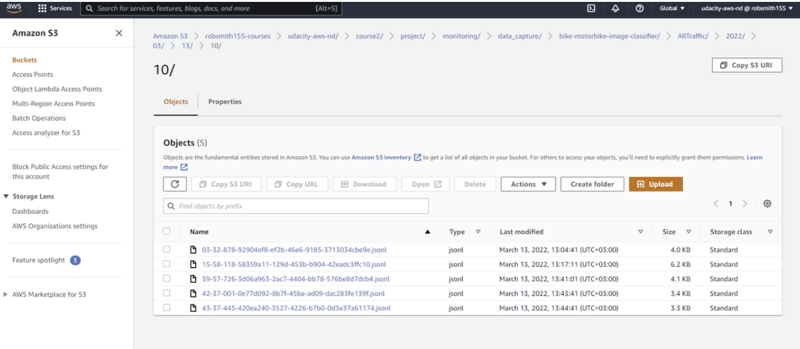 aws Services Search for services, features, blogs, docs, and more [Alt+S] Global udacity-aws-nd @ robsmith155
Amazon S3
Buckets
Access Points
Object Lambda Access Points
Multi-Region Access Points
Batch Operations
Access analyzer for S3
Block Public Access settings for
this account
Storage Lens
Dashboards
AWS Organizations settings
Feature spotlight 3
AWS Marketplace for S3
Amazon S3 > robsmith155-courses > udacity-aws-nd/ > course2/ > project/ > monitoring/ > data_capture/ > bike-motorbike-image-classifier/ > AllTraffic/ > 2022/ >
03/ > 13/ > 10/
10/
Copy S3 URI
Objects Properties
Objects (5)
Objects are the fundamental entities stored in Amazon S3. You can use Amazon S3 inventory to get a list of all objects in your bucket. For others to access your objects, you'll need to explicitly grant them permissions. Learn
more
Copy S3 URI Copy URL Download Open Delete Actions Create folder Upload
Find objects by prefix 1
Name Type Last modified Size Storage class
03-32-878-92904ef8-ef2b-46e6-9185-3713034cbe9e.jsonl jsonl March 13, 2022, 13:04:41 (UTC+03:00) 4.0 KB Standard
15-58-118-58359a11-129d-453b-b904-42eadc3ffc10.jsonl jsonl March 13, 2022, 13:17:11 (UTC+03:00) 6.2 KB Standard
39-57-726-3d06a963-2ac7-4404-bb78-576be8d7dcb4.jsonl jsonl March 13, 2022, 13:41:01 (UTC+03:00) 4.1 KB Standard
42-37-001-0e77d092-8b7f-45ba-ad09-dac283fe139f.jsonl jsonl March 13, 2022, 13:43:41 (UTC+03:00) 3.4 KB Standard
43-37-445-420ea240-3527-4226-b7b0-0d3e37a61174.jsonl jsonl March 13, 2022, 13:44:41 (UTC+03:00) 3.3 KB Standard